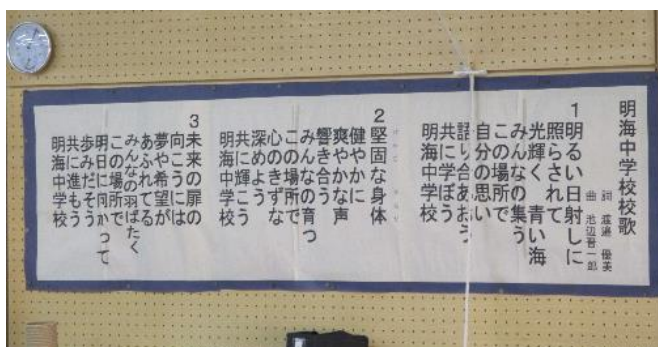 明海中学校校歌
詞 渡邉 優美
曲 池辺晋一郎
1 明るい日射しに
照らされて
光輝く 青い海
みんなの集う
この場所で
自分の思い
語り合あおう
共に学ぼう
明海中学校
2 堅固な身体
健やかに
爽やかな声
響き合う
みんなの育つ
この場所で
心のきずな
深めよう
共に輝こう
明海中学校
3 未来の扉の
向こうには
夢や希望が
あふれてる
みんなの羽ばたく
この場所で
明日に向かって
歩みだそう
共に進もう
明海中学校